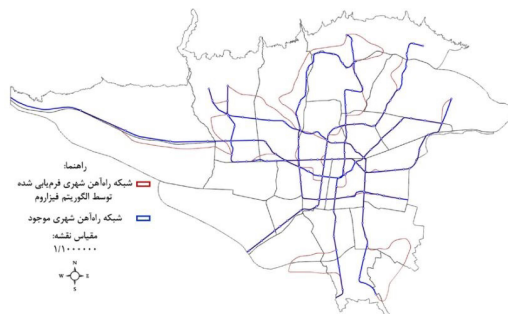 راهنما:
شبکه راه‌آهن شهری فرم‌یابی شده
توسط الگوریتم فیزاروم
شبکه راه‌آهن شهری موجود
مقیاس نقشه:
۱/۱۰۰۰۰۰۰
N
W E
S